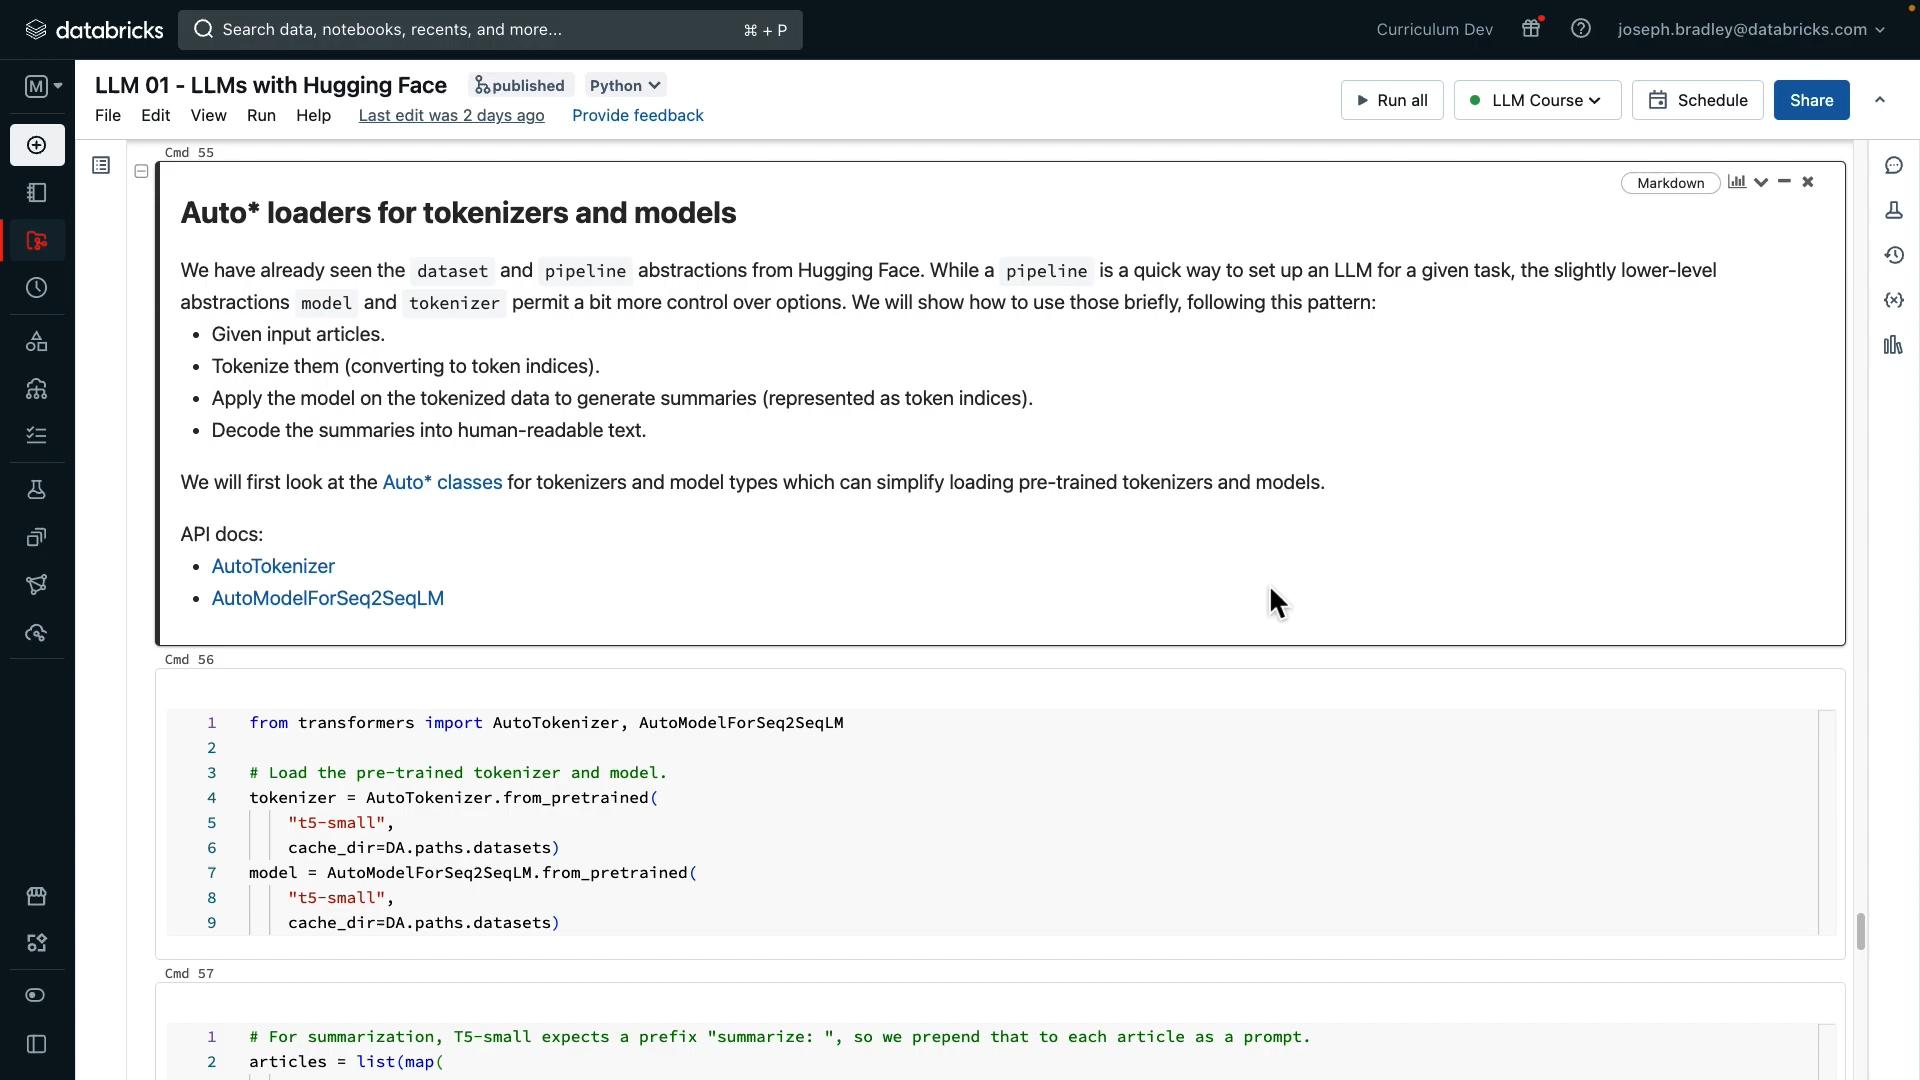 databricks
Search data, notebooks, recents, and more...
⌘ + P
Curriculum Dev
joseph.bradley@databricks.com
M
LLM 01 - LLMs with Hugging Face
published
Python
File Edit View Run Help Last edit was 2 days ago Provide feedback
Run all
LLM Course
Schedule
Share
Cmd 55
Markdown
Auto* loaders for tokenizers and models
We have already seen the dataset and pipeline abstractions from Hugging Face. While a pipeline is a quick way to set up an LLM for a given task, the slightly lower-level
abstractions model and tokenizer permit a bit more control over options. We will show how to use those briefly, following this pattern:
• Given input articles.
• Tokenize them (converting to token indices).
• Apply the model on the tokenized data to generate summaries (represented as token indices).
• Decode the summaries into human-readable text.
We will first look at the Auto* classes for tokenizers and model types which can simplify loading pre-trained tokenizers and models.
API docs:
• AutoTokenizer
• AutoModelForSeq2SeqLM
Cmd 56
1 from transformers import AutoTokenizer, AutoModelForSeq2SeqLM
2
3 # Load the pre-trained tokenizer and model.
4 tokenizer = AutoTokenizer.from_pretrained(
5 "t5-small",
6 cache_dir=DA.paths.datasets)
7 model = AutoModelForSeq2SeqLM.from_pretrained(
8 "t5-small",
9 cache_dir=DA.paths.datasets)
Cmd 57
1 # For summarization, T5-small expects a prefix "summarize: ", so we prepend that to each article as a prompt.
2 articles = list(map(